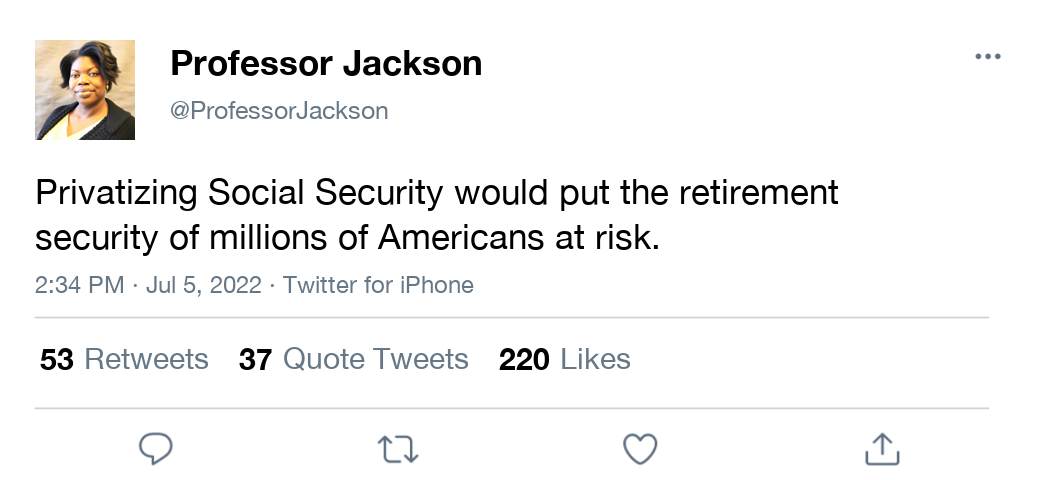 Professor Jackson
@ProfessorJackson
Privatizing Social Security would put the retirement
security of millions of Americans at risk.
2:34 PM · Jul 5, 2022 · Twitter for iPhone
53 Retweets 37 Quote Tweets 220 Likes